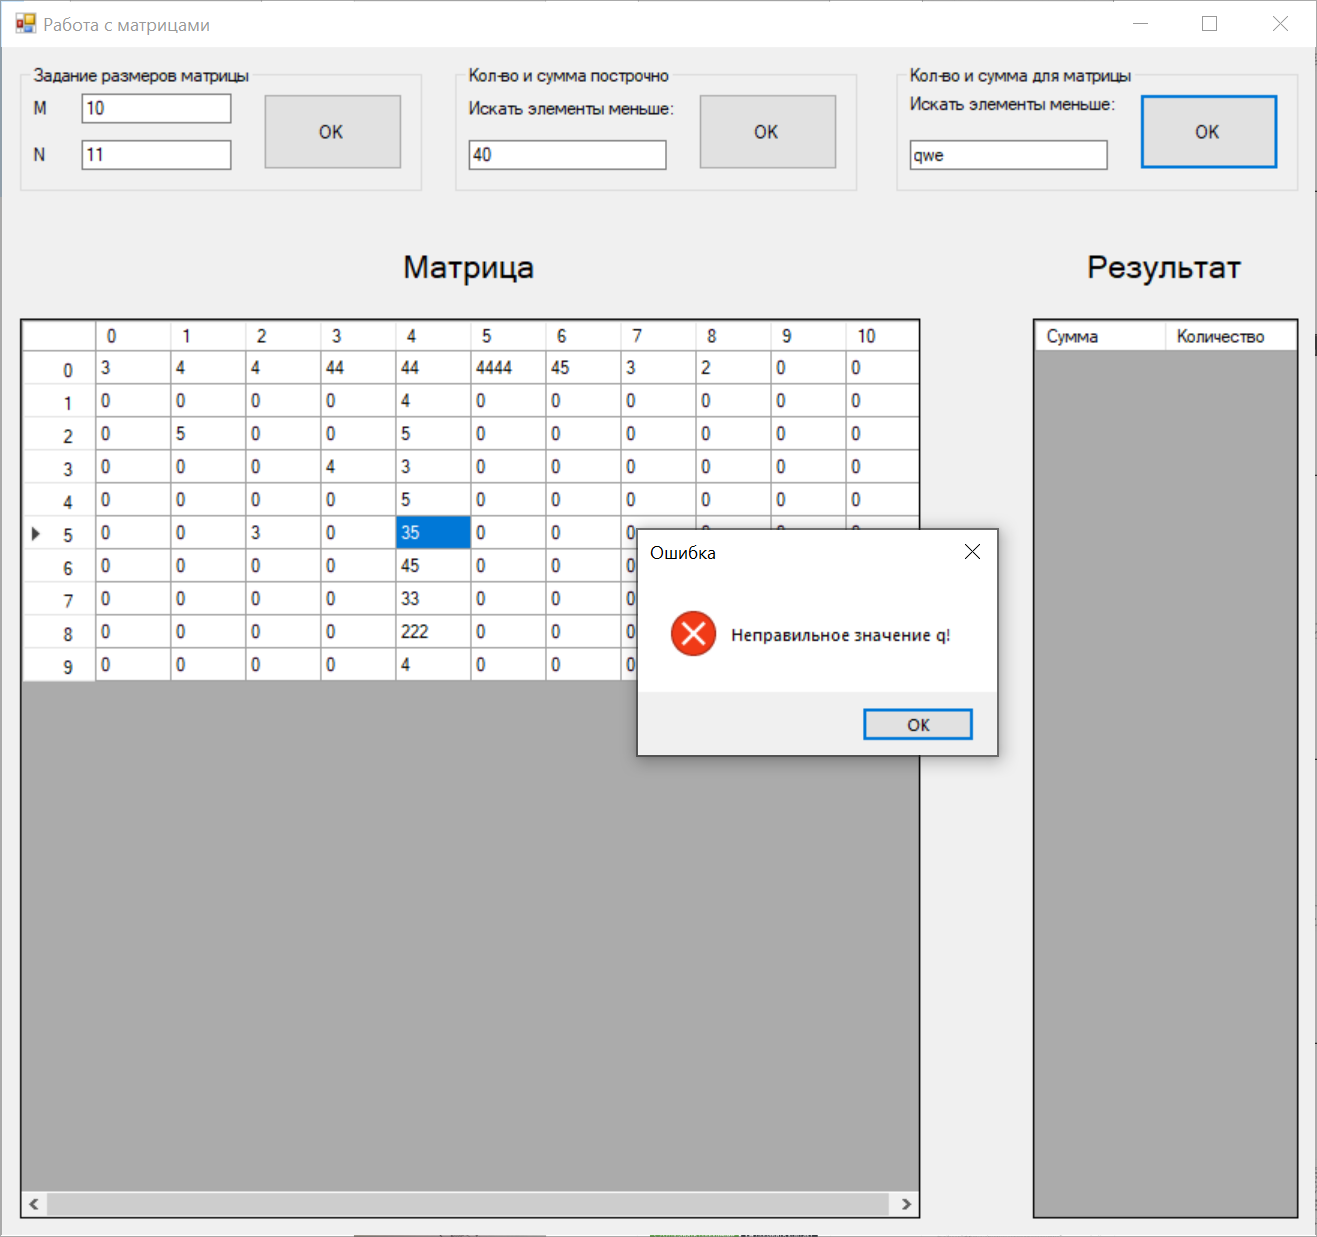 Работа с матрицами
Задание размеров матрицы
M 10
N 11
OK
Кол-во и сумма построчно
Искать элементы меньше:
40
OK
Кол-во и сумма для матрицы
Искать элементы меньше:
qwe
OK
Матрица
0 1 2 3 4 5 6 7 8 9 10
0 3 4 4 44 44 4444 45 3 2 0 0
1 0 0 0 0 4 0 0 0 0 0 0
2 0 5 0 0 5 0 0 0 0 0 0
3 0 0 0 4 3 0 0 0 0 0 0
4 0 0 0 0 5 0 0 0 0 0 0
5 0 0 3 0 35 0 0 0
6 0 0 0 0 45 0 0 0
7 0 0 0 0 33 0 0 0
8 0 0 0 0 222 0 0 0
9 0 0 0 0 4 0 0 0
Результат
Сумма Количество
Ошибка
Неправильное значение q!
OK